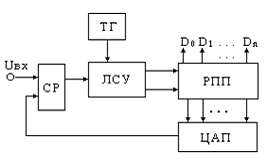 ТГ
D₀ D₁ ... Dₙ
Uвх
СР
ЛСУ
РПП
...
ЦАП